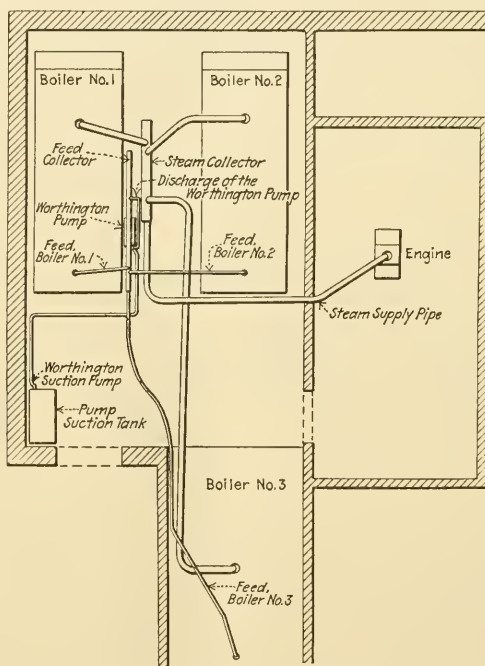 Boiler No.1
Boiler No.2
Feed
Collector
Steam Collector
Discharge of the
Worthington Pump
Worthington
Pump
Feed,
Boiler No.1
Feed,
Boiler No.2
Engine
Steam Supply Pipe
Worthington
Suction Pump
Pump
Suction Tank
Boiler No.3
Feed,
Boiler No.3